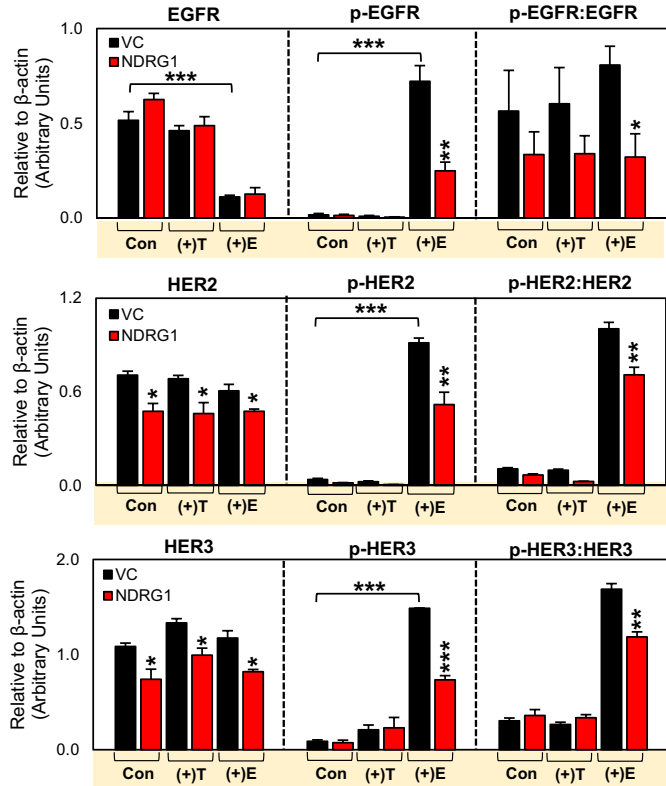 EGFR p-EGFR p-EGFR:EGFR
Relative to β-actin
(Arbitrary Units)
1.0
0.5
0.0
VC
NDRG1
***
***
**
*
Con (+)T (+)E Con (+)T (+)E Con (+)T (+)E
HER2 p-HER2 p-HER2:HER2
Relative to β-actin
(Arbitrary Units)
1.2
0.6
0.0
VC
NDRG1
* * *
***
**
**
Con (+)T (+)E Con (+)T (+)E Con (+)T (+)E
HER3 p-HER3 p-HER3:HER3
Relative to β-actin
(Arbitrary Units)
2.0
1.0
0.0
VC
NDRG1
* * *
***
***
**
Con (+)T (+)E Con (+)T (+)E Con (+)T (+)E